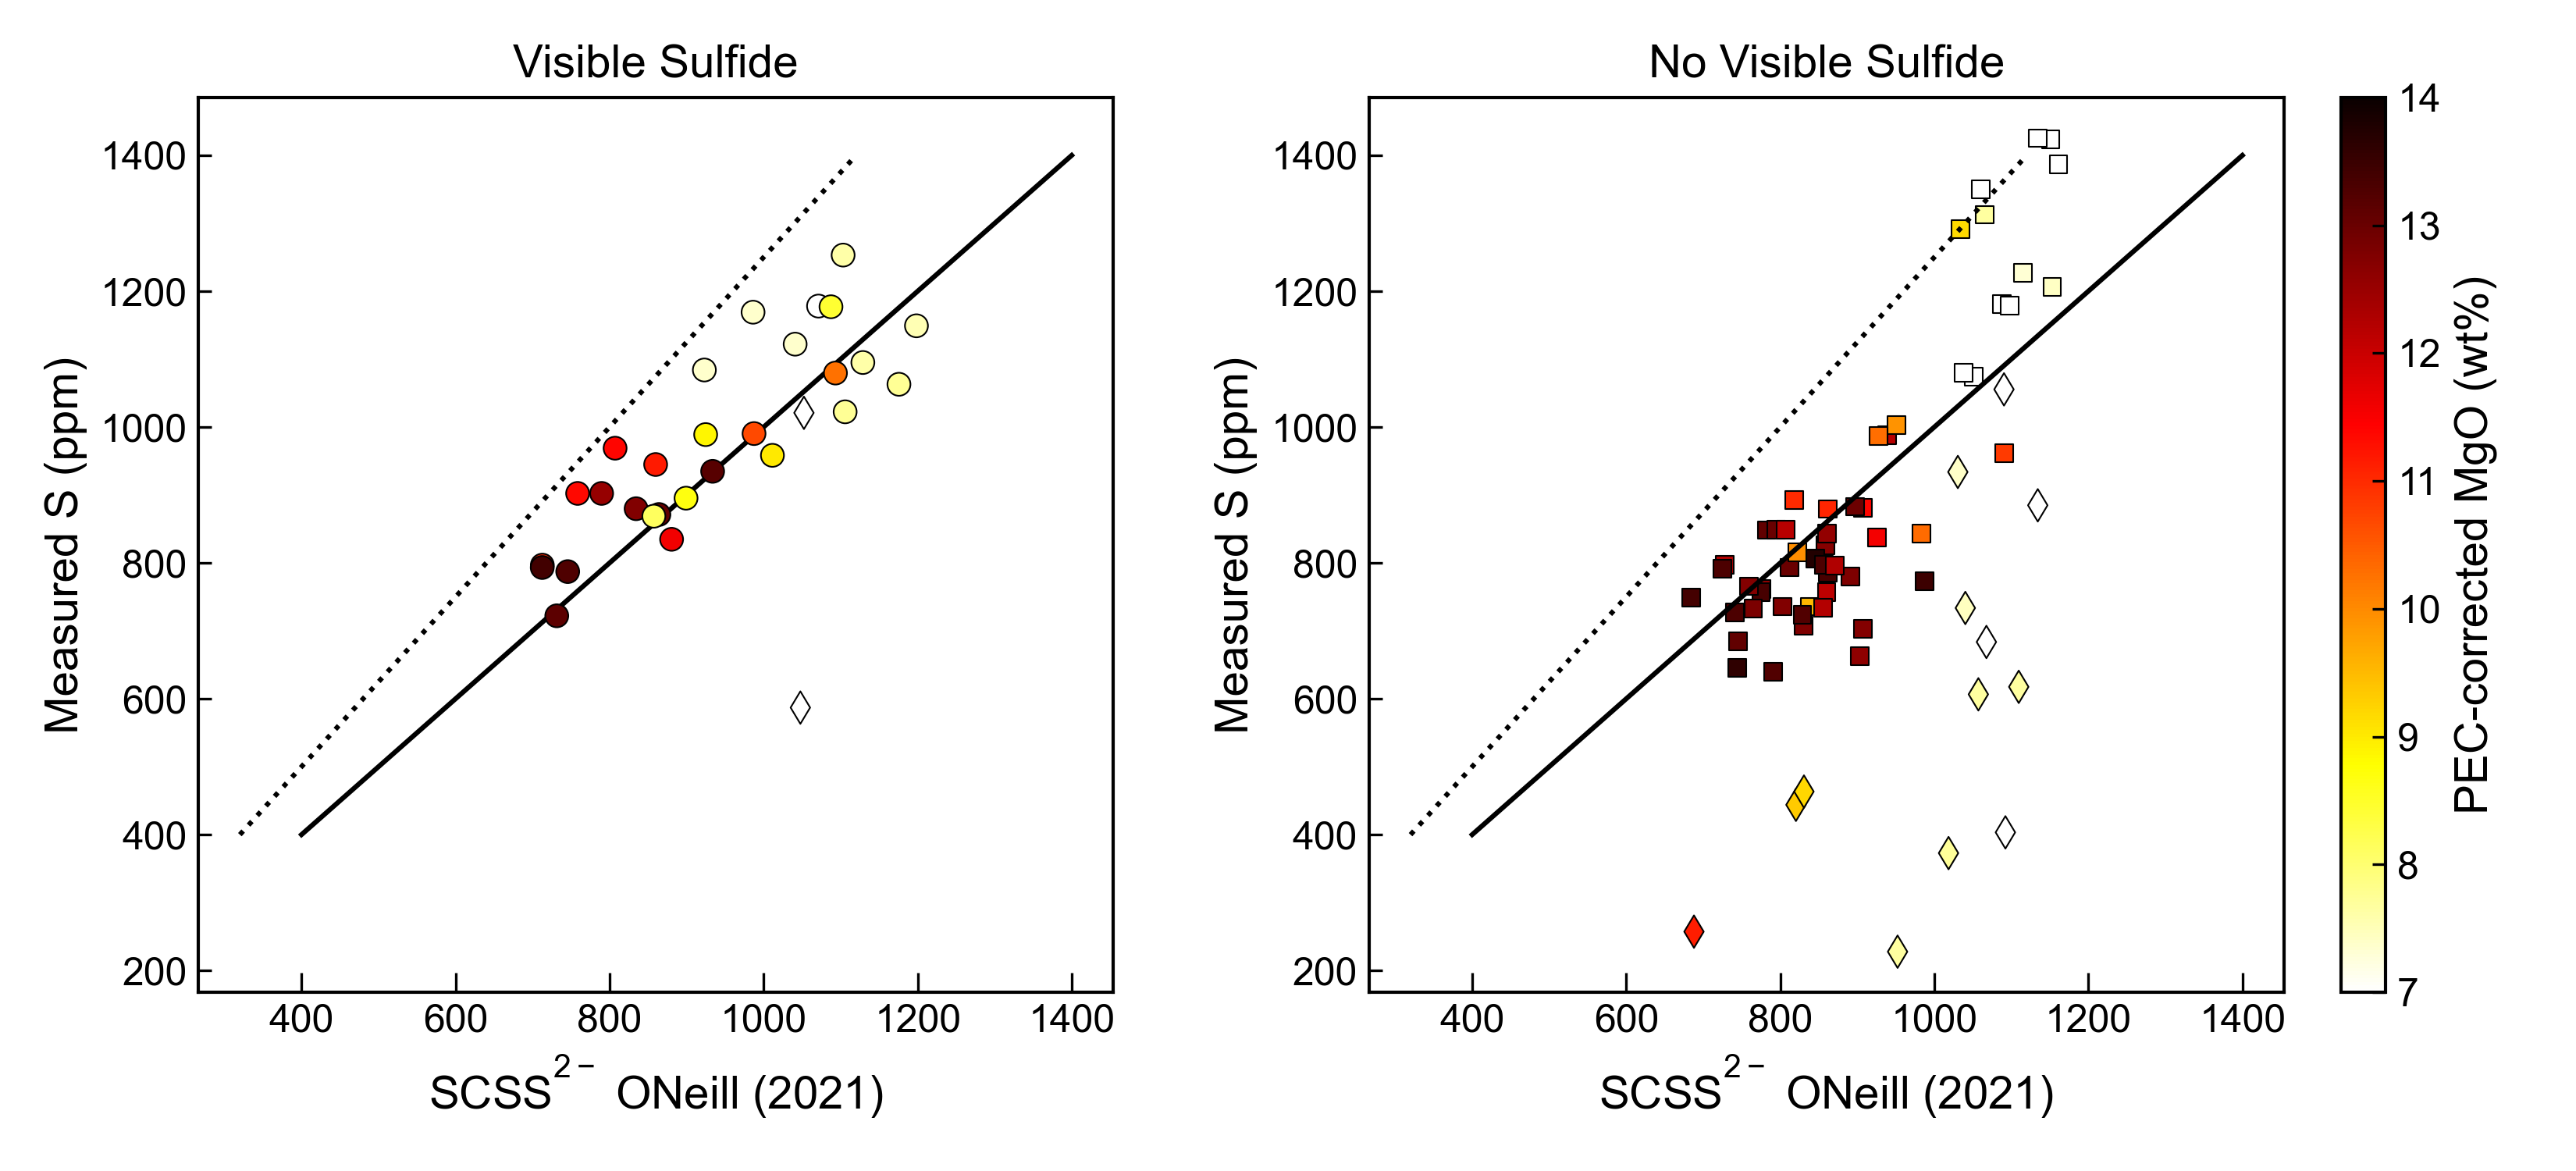 Visible Sulfide
1400
1200
1000
800
600
400
200
Measured S (ppm)
400 600 800 1000 1200 1400
SCSS2− ONeill (2021)
No Visible Sulfide
1400
1200
1000
800
600
400
200
Measured S (ppm)
400 600 800 1000 1200 1400
SCSS2− ONeill (2021)
14
13
12
11
10
9
8
7
PEC-corrected MgO (wt%)